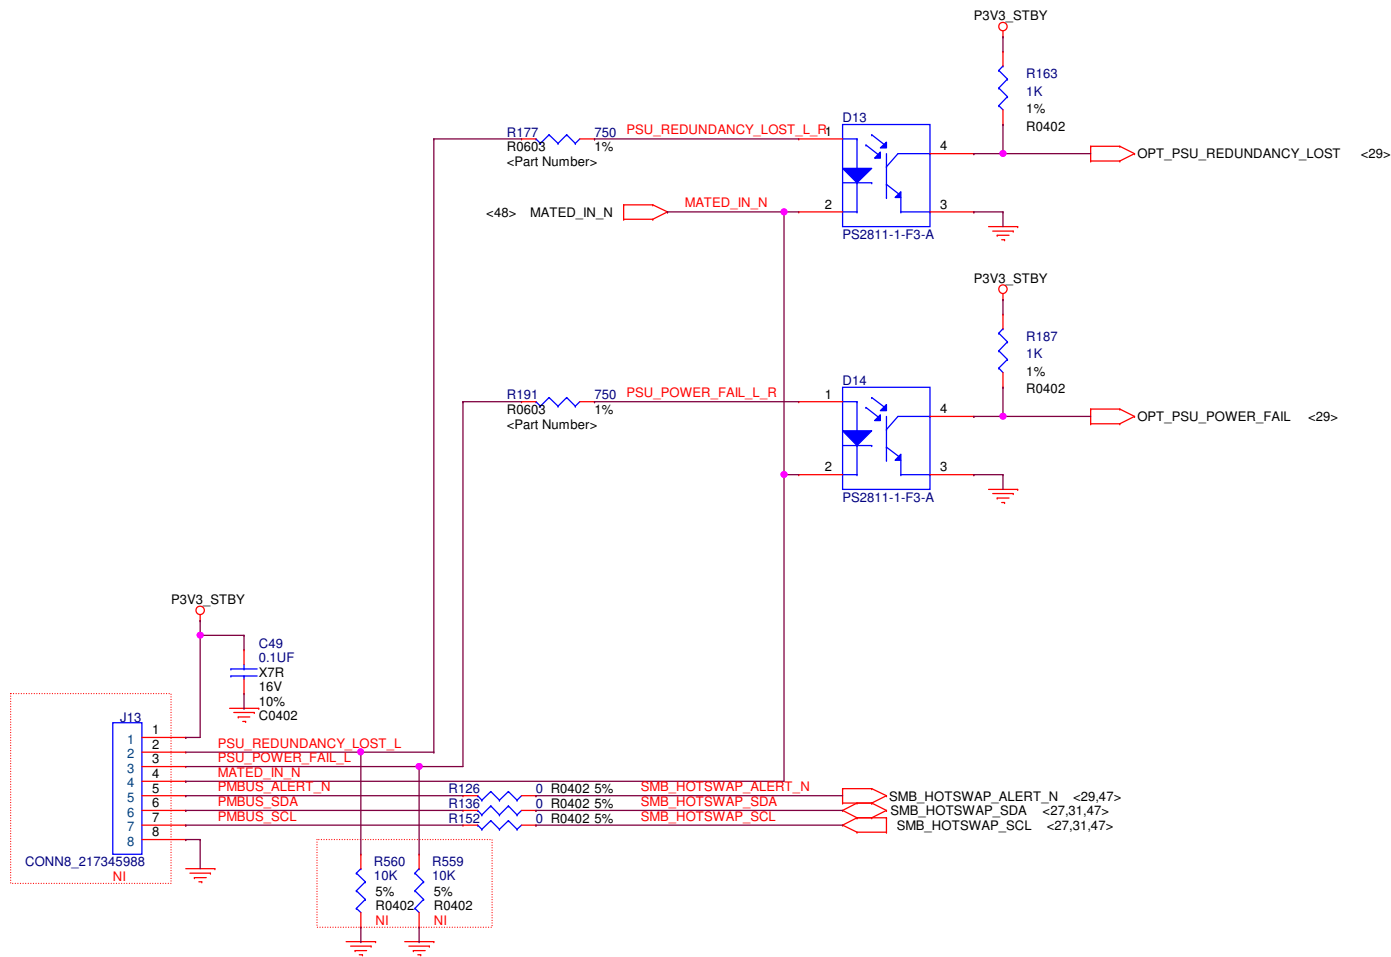 P3V3_STBY
R163
1K
1%
R0402
D13
R177 750 PSU_REDUNDANCY_LOST_L_R 1
R0603 1%
<Part Number>
4 OPT_PSU_REDUNDANCY_LOST <29>
<48> MATED_IN_N MATED_IN_N 2 3
PS2811-1-F3-A
P3V3_STBY
R187
1K
1%
R0402
D14
R191 750 PSU_POWER_FAIL_L_R 1
R0603 1%
<Part Number>
4 OPT_PSU_POWER_FAIL <29>
2 3
PS2811-1-F3-A
P3V3_STBY
C49
0.1UF
X7R
16V
10%
C0402
J13
1 1
2 2 PSU_REDUNDANCY_LOST_L
3 3 PSU_POWER_FAIL_L
4 4 MATED_IN_N
5 5 PMBUS_ALERT_N R126 0 R0402 5% SMB_HOTSWAP_ALERT_N SMB_HOTSWAP_ALERT_N <29,47>
6 6 PMBUS_SDA R136 0 R0402 5% SMB_HOTSWAP_SDA SMB_HOTSWAP_SDA <27,31,47>
7 7 PMBUS_SCL R152 0 R0402 5% SMB_HOTSWAP_SCL SMB_HOTSWAP_SCL <27,31,47>
8 8
CONN8_217345988
NI
R560 R559
10K 10K
5% 5%
R0402 R0402
NI NI